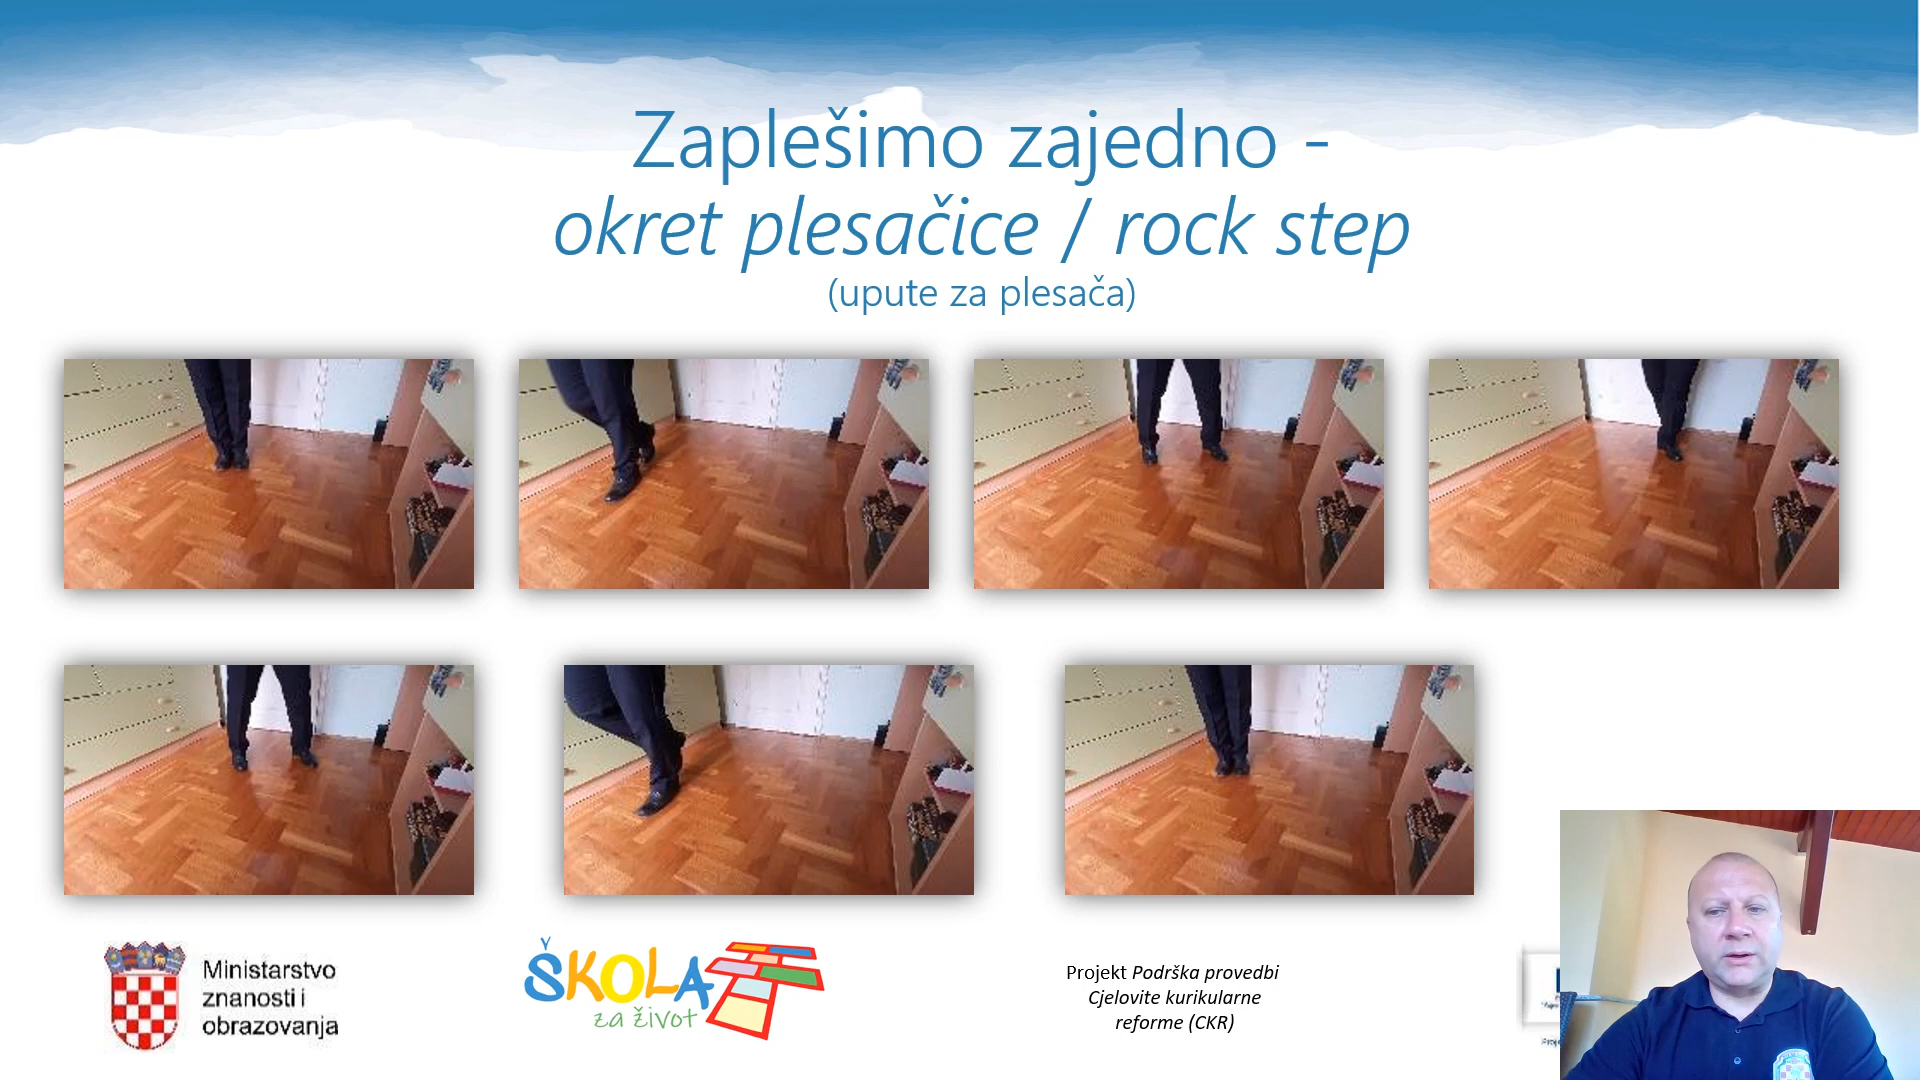 Zaplešimo zajedno -
okret plesačice / rock step
(upute za plesača)
Ministarstvo
znanosti i
obrazovanja
ŠKOLA
za život
Projekt Podrška provedbi
Cjelovite kurikularne
reforme (CKR)